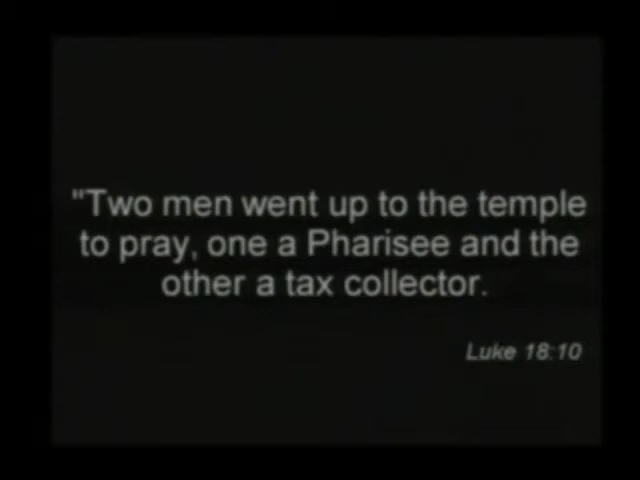 "Two men went up to the temple
to pray, one a Pharisee and the
other a tax collector.
Luke 18:10